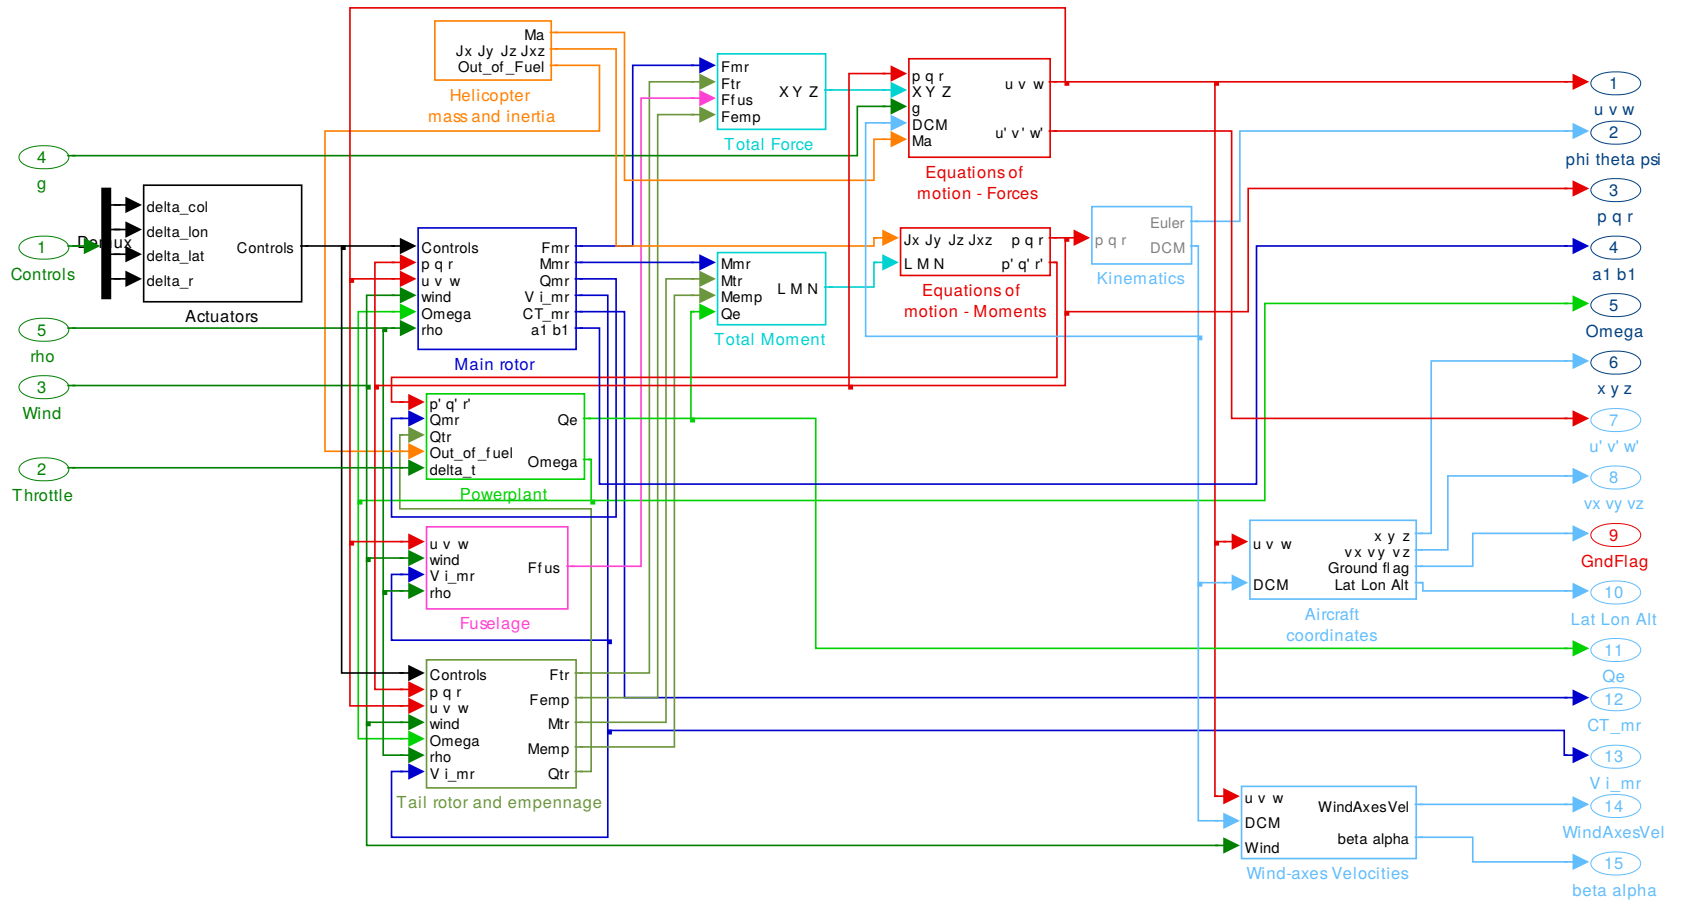 Ma
Jx Jy Jz Jxz
Out_of_Fuel
Helicopter
mass and inertia
Fmr
Ftr
Ffus
Femp
X Y Z
Total Force
p q r
X Y Z
g
DCM
Ma
u v w
u' v' w'
Equations of
motion - Forces
1
u v w
2
phi theta psi
3
p q r
4
a1 b1
5
Omega
6
x y z
7
u' v' w'
8
vx vy vz
9
GndFlag
10
Lat Lon Alt
11
Qe
12
CT_mr
13
V i_mr
14
WindAxesVel
15
beta alpha
4
g
1
Controls
5
rho
3
Wind
2
Throttle
Demux
delta_col
delta_lon
delta_lat
delta_r
Controls
Actuators
Controls
p q r
u v w
wind
Omega
rho
Fmr
Mmr
Qmr
V i_mr
CT_mr
a1 b1
Main rotor
Mmr
Mtr
Memp
Qe
L M N
Total Moment
Jx Jy Jz Jxz
L M N
p q r
p' q' r'
Equations of
motion - Moments
p q r
Euler
DCM
Kinematics
p' q' r'
Qmr
Qtr
Out_of_fuel
delta_t
Qe
Omega
Powerplant
u v w
wind
V i_mr
rho
Ffus
Fuselage
Controls
p q r
u v w
wind
Omega
rho
V i_mr
Ftr
Femp
Mtr
Memp
Qtr
Tail rotor and empennage
u v w
DCM
x y z
vx vy vz
Ground flag
Lat Lon Alt
Aircraft
coordinates
u v w
DCM
Wind
WindAxesVel
beta alpha
Wind-axes Velocities